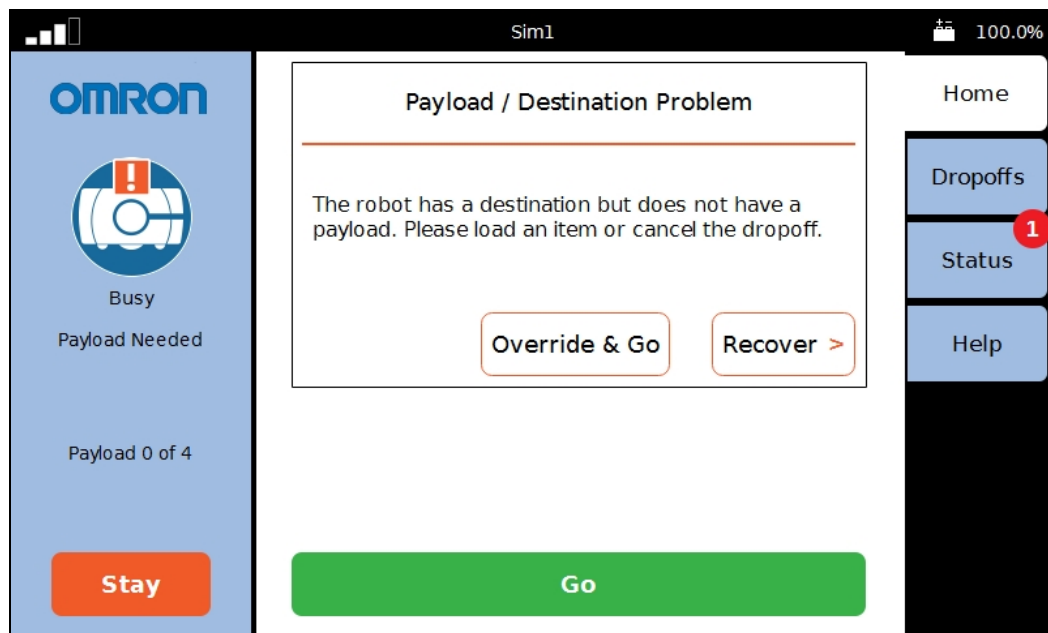 Sim1
100.0%
OMRON
!
Busy
Payload Needed
Payload 0 of 4
Stay
Payload / Destination Problem
The robot has a destination but does not have a
payload. Please load an item or cancel the dropoff.
Override & Go
Recover >
Go
Home
Dropoffs
1
Status
Help